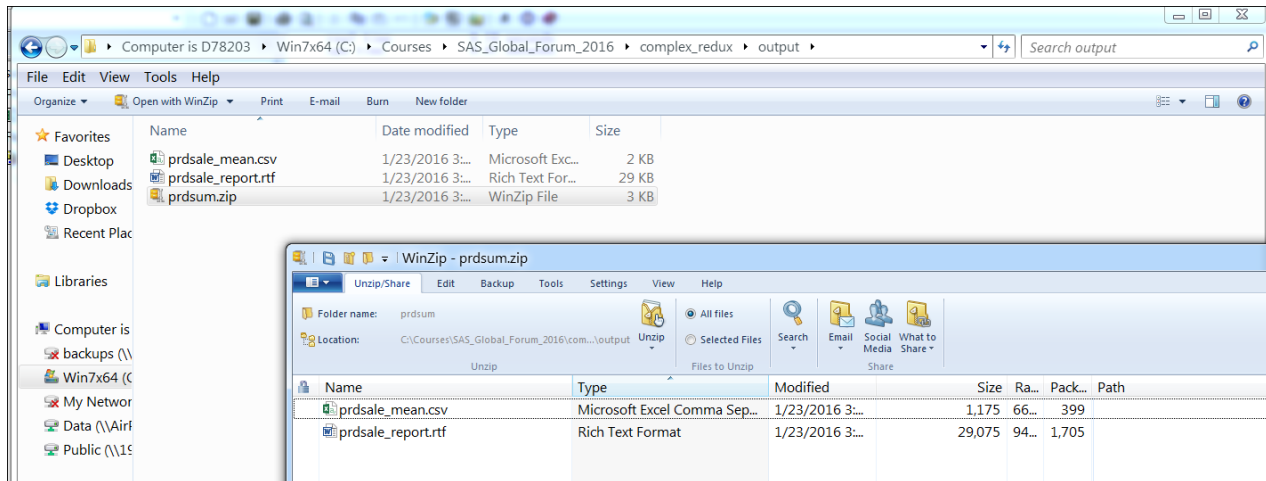 Computer is D78203 ▸ Win7x64 (C:) ▸ Courses ▸ SAS_Global_Forum_2016 ▸ complex_redux ▸ output ▸ Search output
File Edit View Tools Help
Organize ▾ Open with WinZip ▾ Print E-mail Burn New folder
Favorites
Desktop
Downloads
Dropbox
Recent Plac
Libraries
Computer is
backups (\\
Win7x64 (C
My Networ
Data (\\AirF
Public (\\19
Name Date modified Type Size
prdsale_mean.csv 1/23/2016 3:... Microsoft Exc... 2 KB
prdsale_report.rtf 1/23/2016 3:... Rich Text For... 29 KB
prdsum.zip 1/23/2016 3:... WinZip File 3 KB
WinZip - prdsum.zip
Unzip/Share Edit Backup Tools Settings View Help
Folder name: prdsum
Location: C:\Courses\SAS_Global_Forum_2016\com...\output
Unzip
Unzip
All files
Selected Files
Files to Unzip
Search
Email Social Media What to Share ▾
Share
Name Type Modified Size Ra... Pack... Path
prdsale_mean.csv Microsoft Excel Comma Sep... 1/23/2016 3:... 1,175 66... 399
prdsale_report.rtf Rich Text Format 1/23/2016 3:... 29,075 94... 1,705